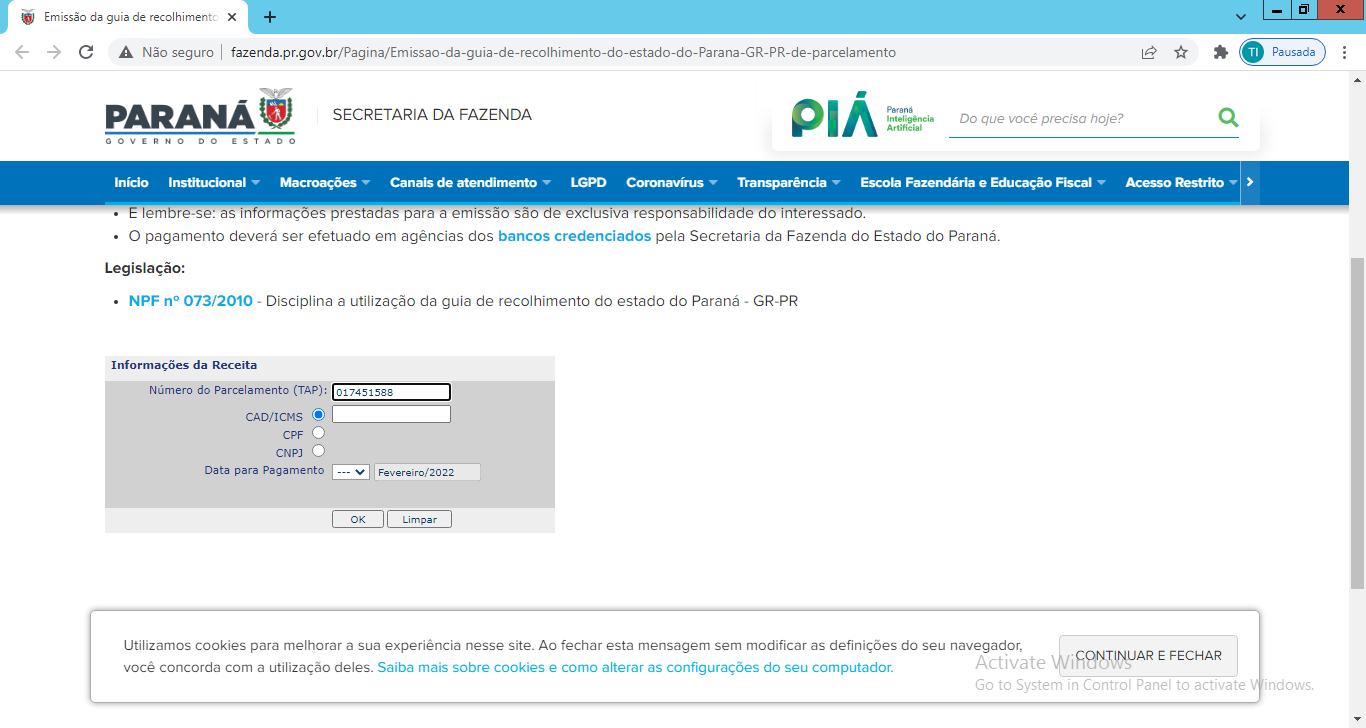 Emissão da guia de recolhimento
Não seguro
fazenda.pr.gov.br/Pagina/Emissao-da-guia-de-recolhimento-do-estado-do-Parana-GR-PR-de-parcelamento
TI Pausada
PARANÁ
GOVERNO DO ESTADO
SECRETARIA DA FAZENDA
PIÁ
Paraná
Inteligência
Artificial
Do que você precisa hoje?
Início Institucional Macroações Canais de atendimento LGPD Coronavírus Transparência Escola Fazendária e Educação Fiscal Acesso Restrito
• E lembre-se: as informações prestadas para a emissão são de exclusiva responsabilidade do interessado.
• O pagamento deverá ser efetuado em agências dos bancos credenciados pela Secretaria da Fazenda do Estado do Paraná.
Legislação:
• NPF nº 073/2010 - Disciplina a utilização da guia de recolhimento do estado do Paraná - GR-PR
Informações da Receita
Número do Parcelamento (TAP): 017451588
CAD/ICMS
CPF
CNPJ
Data para Pagamento --- Fevereiro/2022
OK Limpar
Utilizamos cookies para melhorar a sua experiência nesse site. Ao fechar esta mensagem sem modificar as definições do seu navegador,
você concorda com a utilização deles. Saiba mais sobre cookies e como alterar as configurações do seu computador.
CONTINUAR E FECHAR
Activate Windows
Go to System in Control Panel to activate Windows.